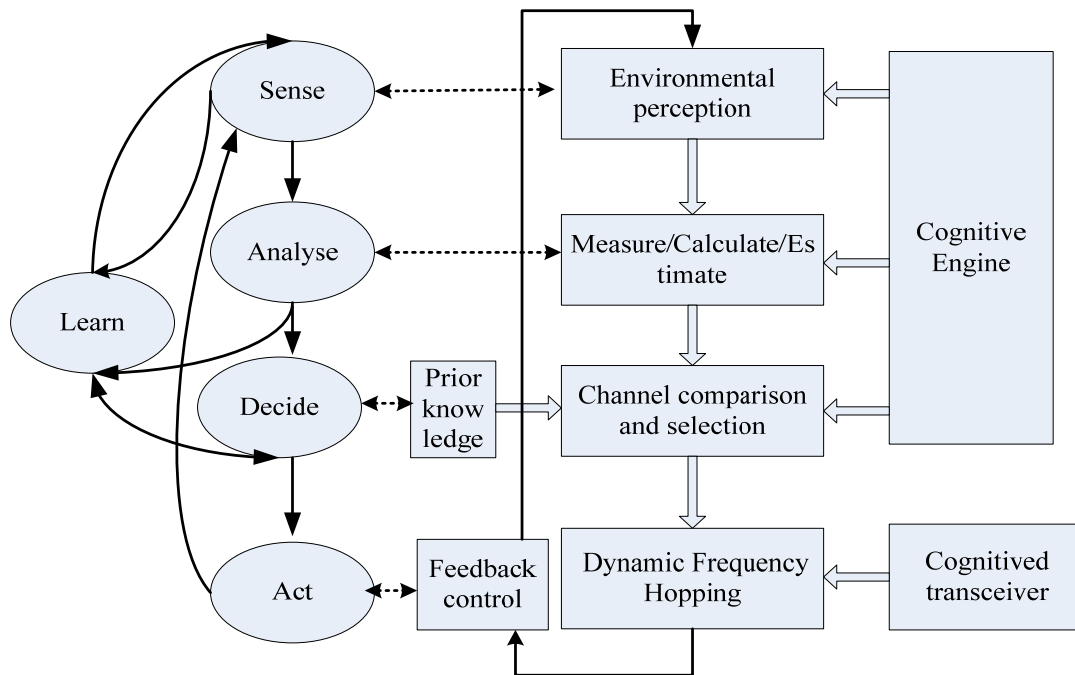 Sense
Environmental
perception
Analyse
Measure/Calculate/Es
timate
Cognitive
Engine
Learn
Decide
Prior
know
ledge
Channel comparison
and selection
Act
Feedback
control
Dynamic Frequency
Hopping
Cognitived
transceiver